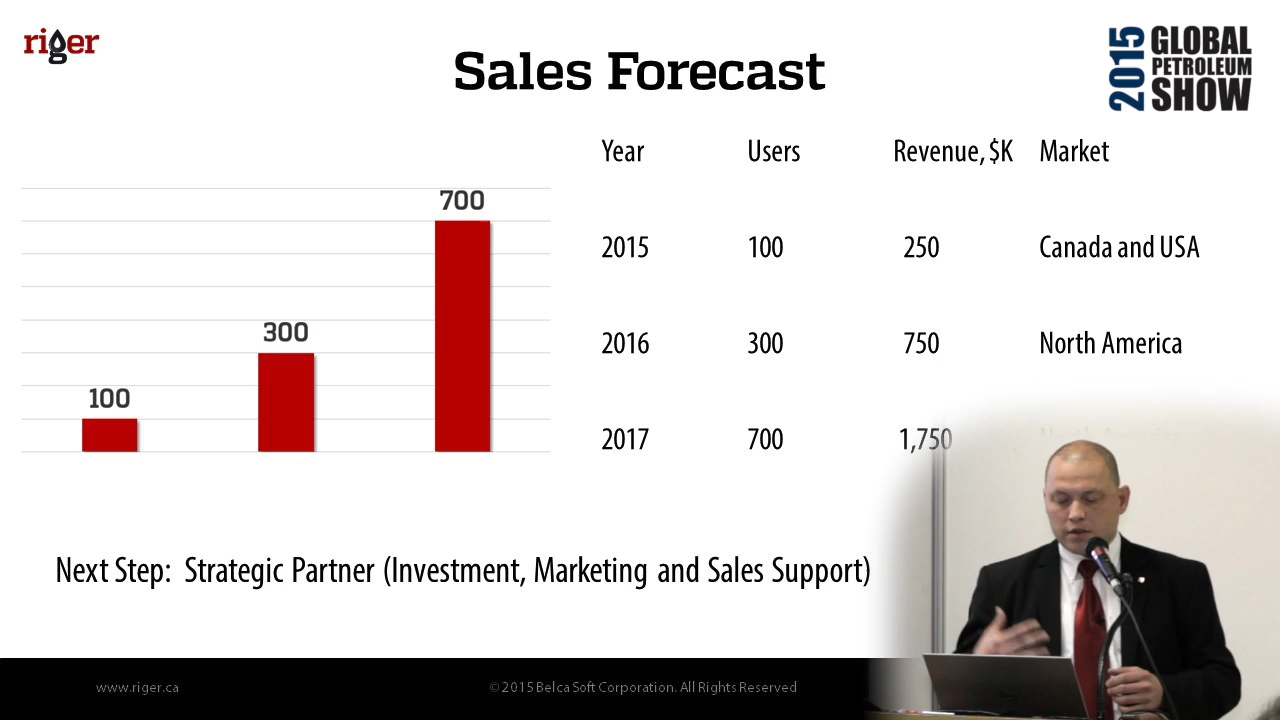 riger
Sales Forecast
2015 GLOBAL
PETROLEUM
SHOW
Year Users Revenue, $K Market
700
2015 100 250 Canada and USA
300
2016 300 750 North America
100
2017 700 1,750
Next Step: Strategic Partner (Investment, Marketing and Sales Support)
www.riger.ca © 2015 Belca Soft Corporation. All Rights Reserved